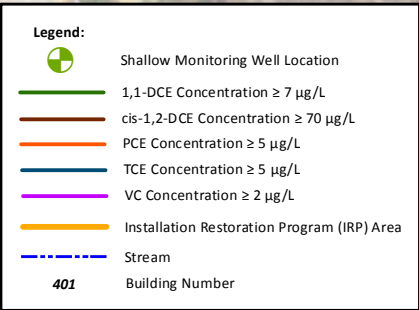 Legend:
Shallow Monitoring Well Location
1,1-DCE Concentration ≥ 7 µg/L
cis-1,2-DCE Concentration ≥ 70 µg/L
PCE Concentration ≥ 5 µg/L
TCE Concentration ≥ 5 µg/L
VC Concentration ≥ 2 µg/L
Installation Restoration Program (IRP) Area
Stream
401 Building Number